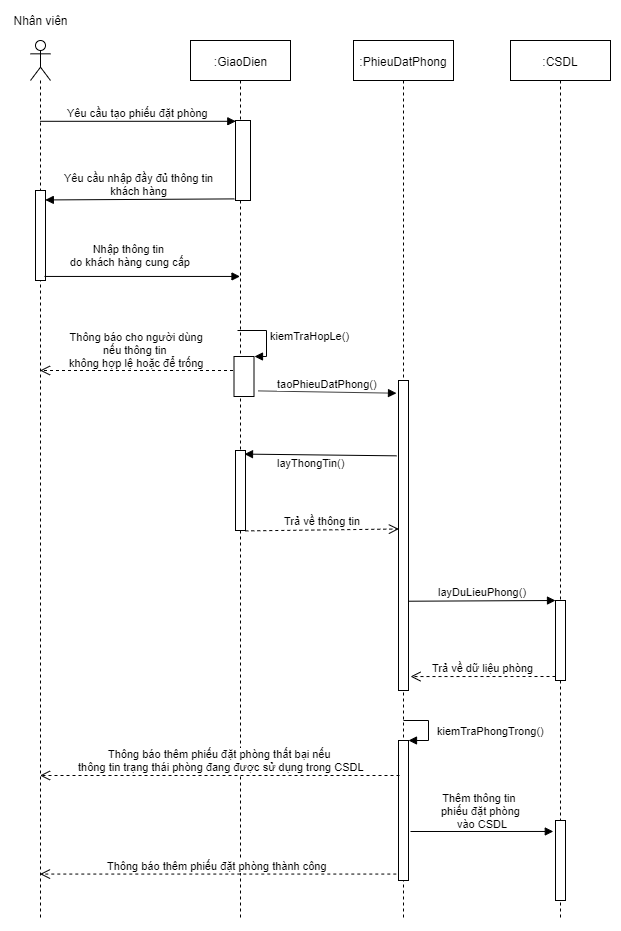 Nhân viên
:GiaoDien
:PhieuDatPhong
:CSDL
Yêu cầu tạo phiếu đặt phòng
Yêu cầu nhập đầy đủ thông tin
khách hàng
Nhập thông tin
do khách hàng cung cấp
kiemTraHopLe()
Thông báo cho người dùng
nếu thông tin
không hợp lệ hoặc để trống
taoPhieuDatPhong()
layThongTin()
Trả về thông tin
layDuLieuPhong()
Trả về dữ liệu phòng
kiemTraPhongTrong()
Thông báo thêm phiếu đặt phòng thất bại nếu
thông tin trạng thái phòng đang được sử dụng trong CSDL
Thêm thông tin
phiếu đặt phòng
vào CSDL
Thông báo thêm phiếu đặt phòng thành công